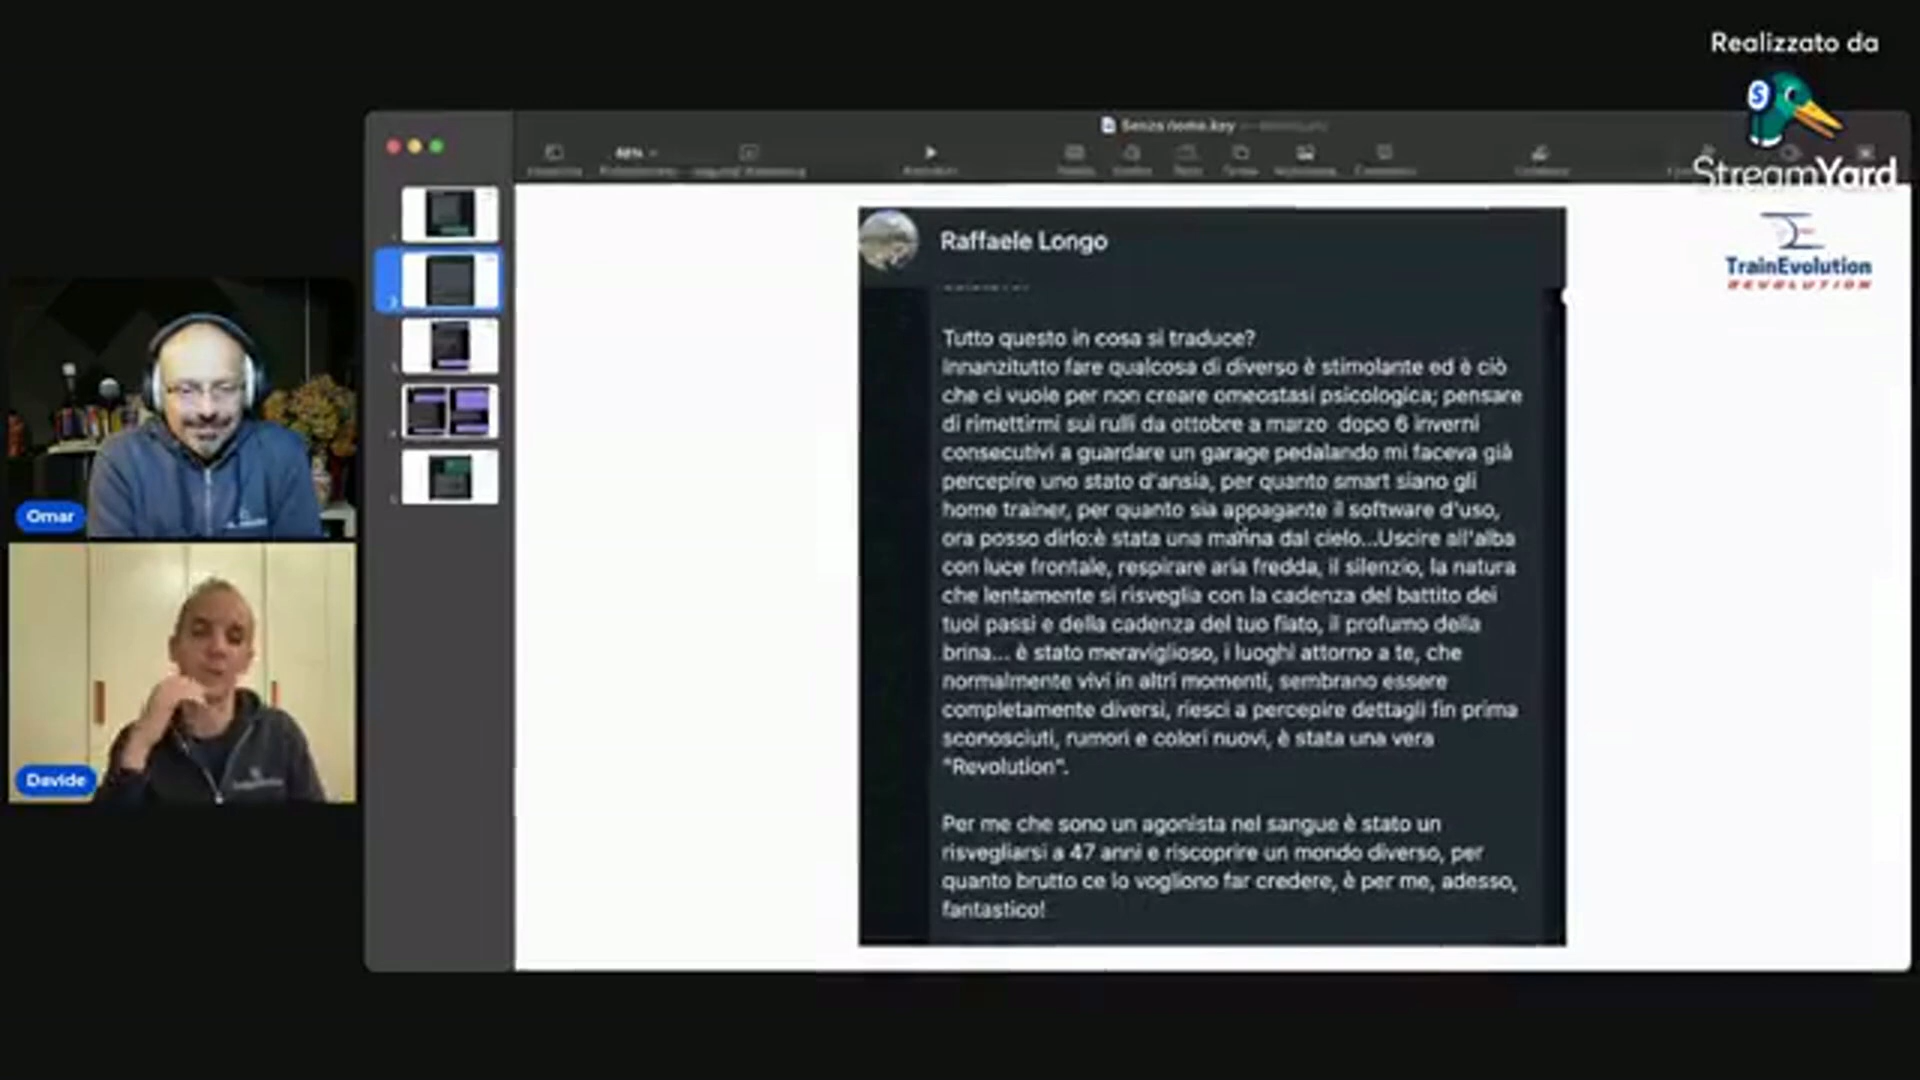 Realizzato da
StreamYard
Senza nome.key
TrainEvolution
REVOLUTION
Raffaele Longo
Tutto questo in cosa si traduce?
Innanzitutto fare qualcosa di diverso è stimolante ed è ciò
che ci vuole per non creare omeostasi psicologica; pensare
di rimettirmi sui rulli da ottobre a marzo dopo 6 inverni
consecutivi a guardare un garage pedalando mi faceva già
percepire uno stato d'ansia, per quanto smart siano gli
home trainer, per quanto sia appagante il software d'uso,
ora posso dirlo:è stata una manna dal cielo...Uscire all'alba
con luce frontale, respirare aria fredda, il silenzio, la natura
che lentamente si risveglia con la cadenza del battito dei
tuoi passi e della cadenza del tuo fiato, il profumo della
brina... è stato meraviglioso, i luoghi attorno a te, che
normalmente vivi in altri momenti, sembrano essere
completamente diversi, riesci a percepire dettagli fin prima
sconosciuti, rumori e colori nuovi, è stata una vera
"Revolution".
Per me che sono un agonista nel sangue è stato un
risvegliarsi a 47 anni e riscoprire un mondo diverso, per
quanto brutto ce lo vogliono far credere, è per me, adesso,
fantastico!
Omar
Davide